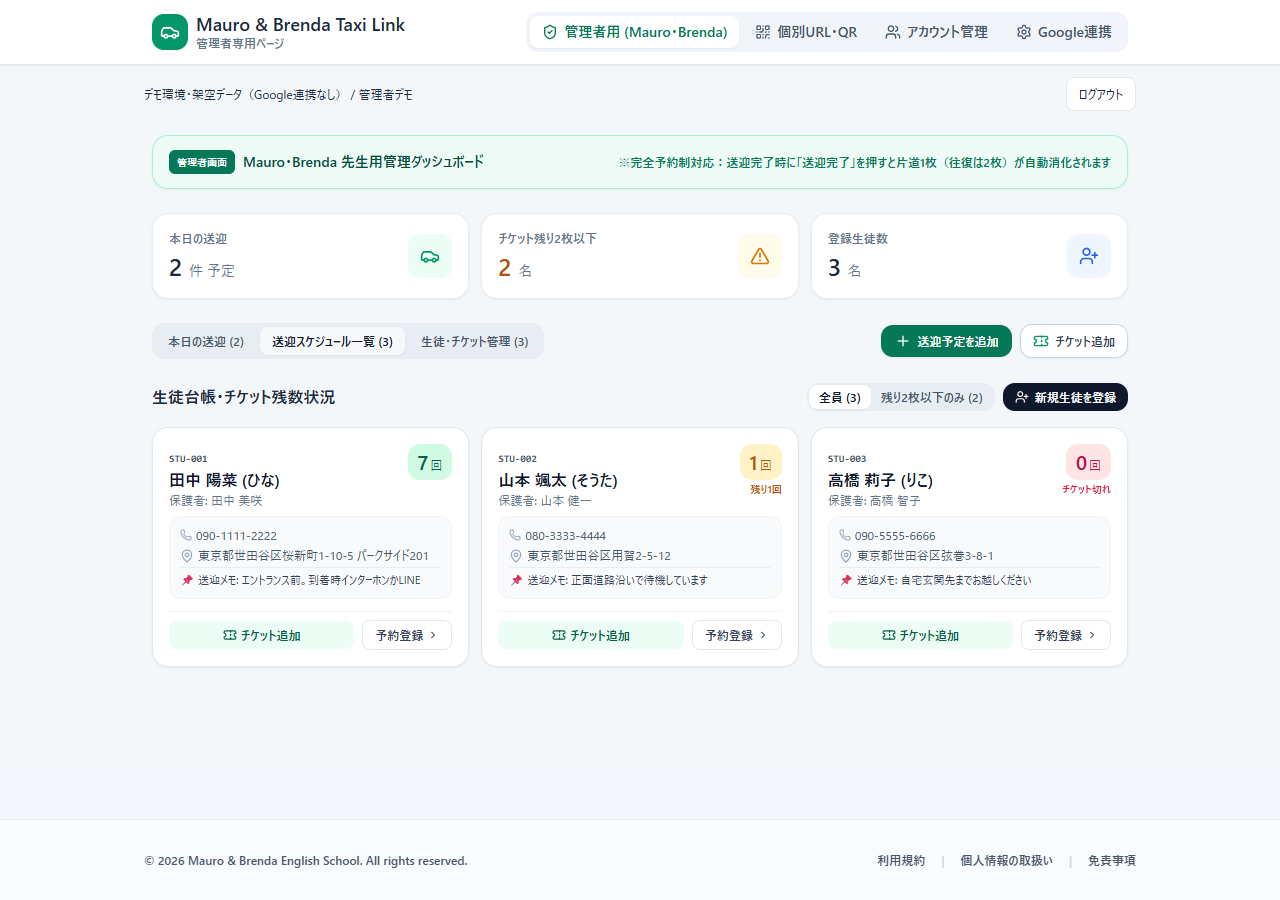 Mauro & Brenda Taxi Link
管理者専用ページ
管理者用 (Mauro・Brenda)
個別URL・QR
アカウント管理
Google連携
デモ環境・架空データ（Google連携なし） / 管理者デモ
ログアウト
管理者画面 Mauro・Brenda 先生用管理ダッシュボード
※完全予約制対応：送迎完了時に「送迎完了」を押すと片道1枚（往復は2枚）が自動消化されます
本日の送迎
2 件 予定
チケット残り2枚以下
2 名
登録生徒数
3 名
本日の送迎 (2)
送迎スケジュール一覧 (3)
生徒・チケット管理 (3)
送迎予定を追加
チケット追加
生徒台帳・チケット残数状況
全員 (3)
残り2枚以下のみ (2)
新規生徒を登録
STU-001
田中 陽菜 (ひな)
保護者: 田中 美咲
7回
090-1111-2222
東京都世田谷区桜新町1-10-5 パークサイド201
送迎メモ: エントランス前。到着時インターホンかLINE
チケット追加
予約登録
STU-002
山本 颯太 (そうた)
保護者: 山本 健一
1回
残り1回
080-3333-4444
東京都世田谷区用賀2-5-12
送迎メモ: 正面道路沿いで待機しています
チケット追加
予約登録
STU-003
高橋 莉子 (りこ)
保護者: 高橋 智子
0回
チケット切れ
090-5555-6666
東京都世田谷区弦巻3-8-1
送迎メモ: 自宅玄関先までお越しください
チケット追加
予約登録
© 2026 Mauro & Brenda English School. All rights reserved.
利用規約 | 個人情報の取扱い | 免責事項